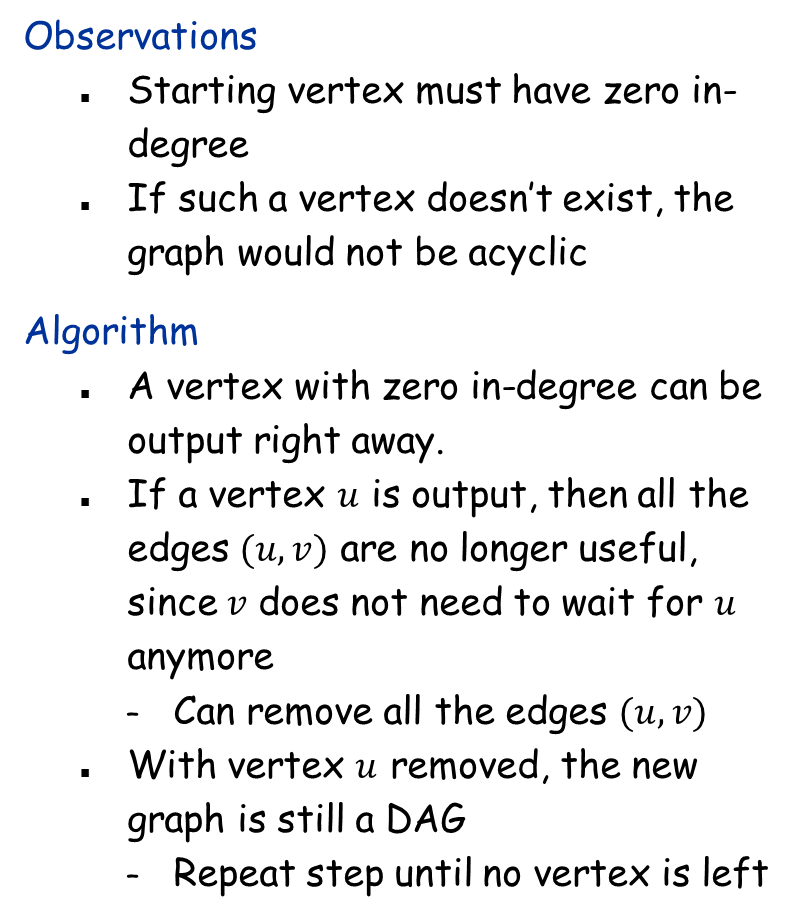 Observations
▪ Starting vertex must have zero in-
degree
▪ If such a vertex doesn't exist, the
graph would not be acyclic
Algorithm
▪ A vertex with zero in-degree can be
output right away.
▪ If a vertex 𝑢 is output, then all the
edges (𝑢, 𝑣) are no longer useful,
since 𝑣 does not need to wait for 𝑢
anymore
- Can remove all the edges (𝑢, 𝑣)
▪ With vertex 𝑢 removed, the new
graph is still a DAG
- Repeat step until no vertex is left